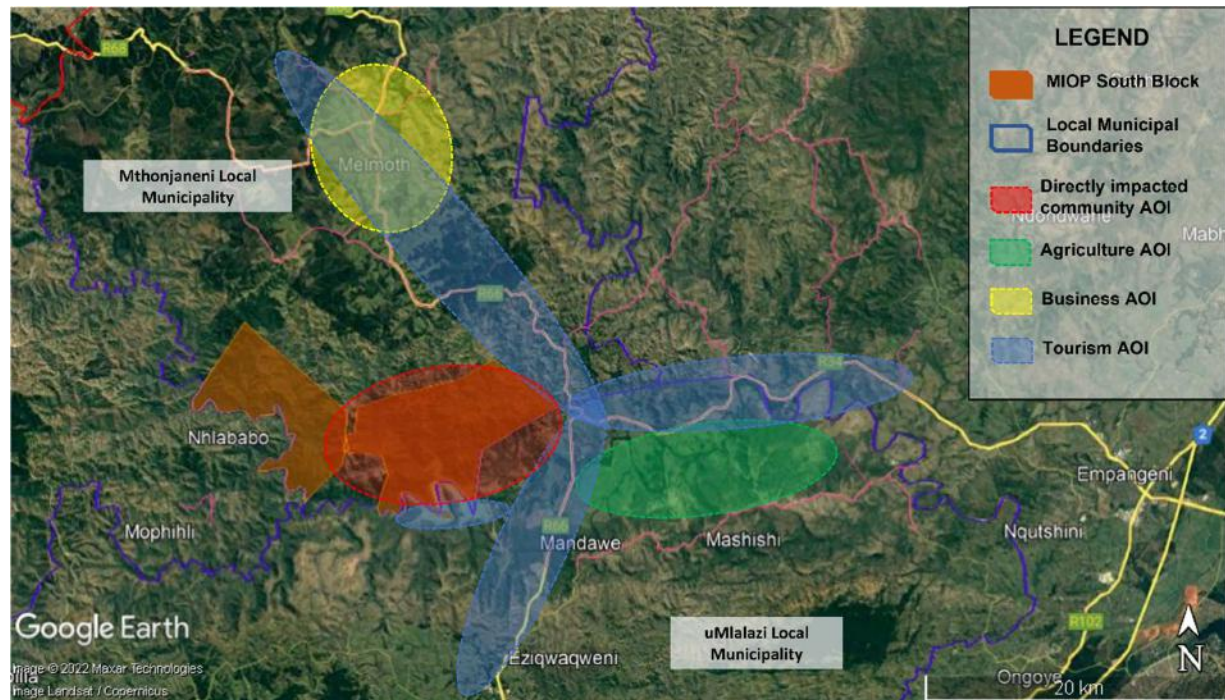 LEGEND
MIOP South Block
Local Municipal
Boundaries
Directly impacted
community AOI
Agriculture AOI
Business AOI
Tourism AOI
R68
Mthonjaneni Local
Municipality
Melmoth
Ndondwane
R34
Nhlababo
2
Empangeni
Mophihli
R66
Mandawe
Mashishi
Nqutshini
Google Earth
uMlalazi Local
Municipality
R102
N
Image © 2022 Maxar Technologies
Eziqwaqweni
Ongoye
Image Landsat / Copernicus
20 km